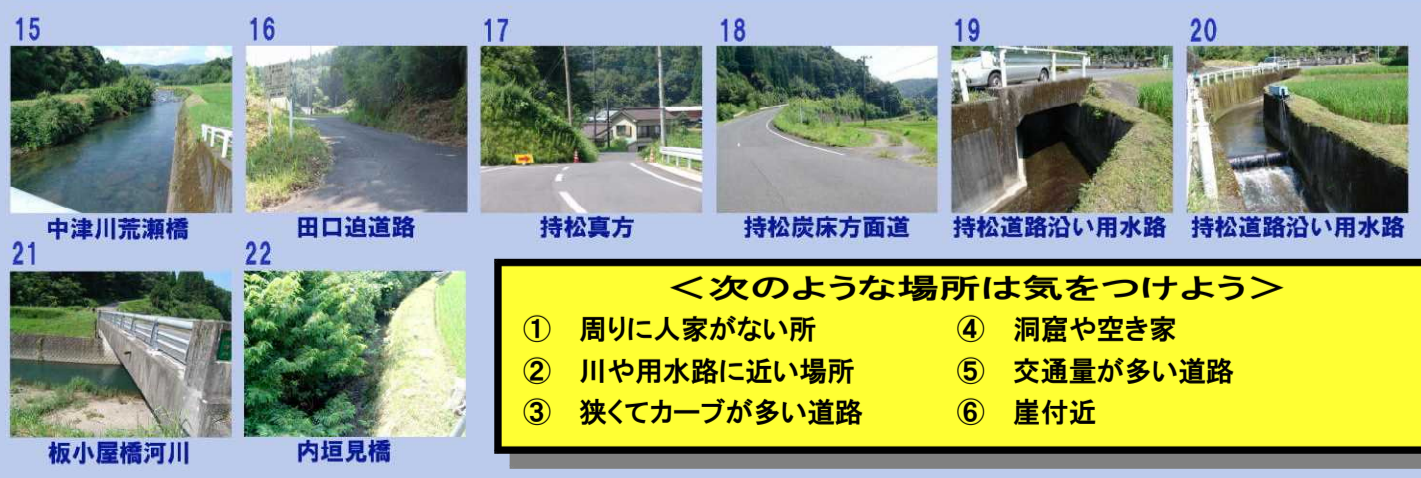 15
16
17
18
19
20
中津川荒瀬橋
田口迫道路
持松真方
持松炭床方面道
持松道路沿い用水路
持松道路沿い用水路
21
22
板小屋橋河川
内垣見橋
＜次のような場所は気をつけよう＞
① 周りに人家がない所
② 川や用水路に近い場所
③ 狭くてカーブが多い道路
④ 洞窟や空き家
⑤ 交通量が多い道路
⑥ 崖付近